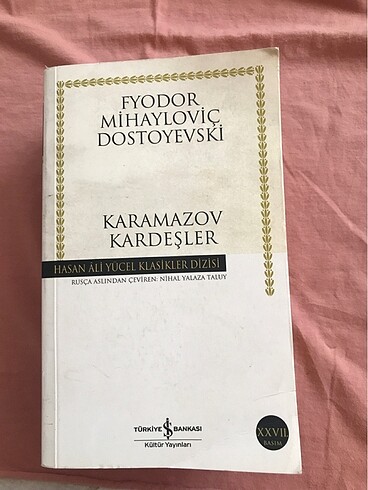 FYODOR
MİHAYLOVİÇ
DOSTOYEVSKİ
KARAMAZOV
KARDEŞLER
HASAN ÂLİ YÜCEL KLASİKLER DİZİSİ
RUSÇA ASLINDAN ÇEVİREN: NİHAL YALAZA TALUY
XXVII.
BASIM
TÜRKİYE İŞ BANKASI
Kültür Yayınları